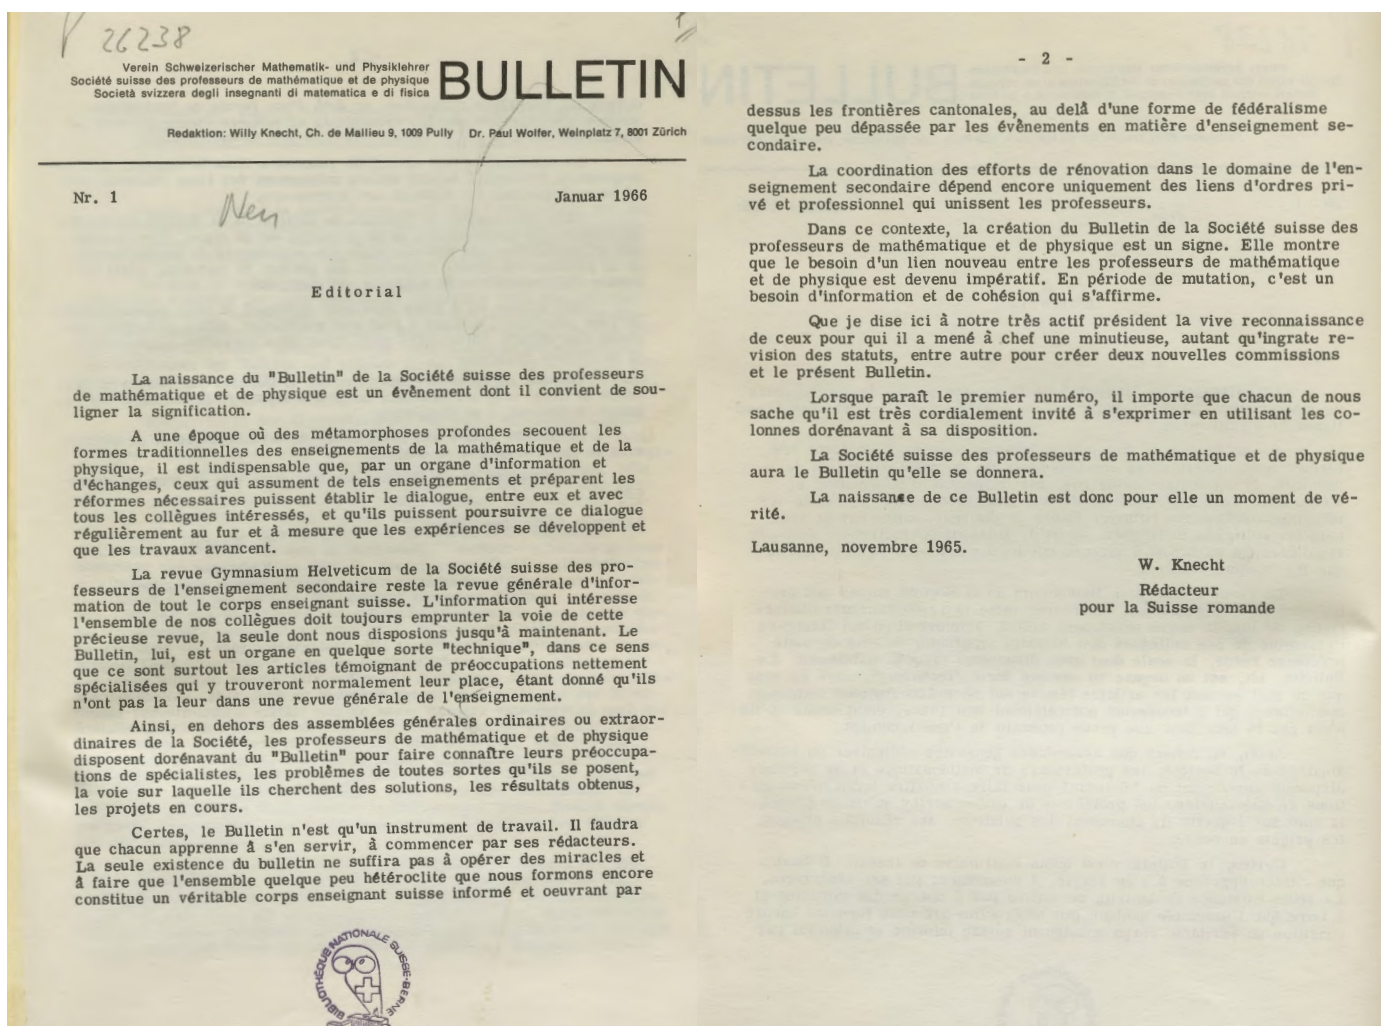 26238
Verein Schweizerischer Mathematik- und Physiklehrer
Société suisse des professeurs de mathématique et de physique
Società svizzera degli insegnanti di matematica e di fisica
BULLETIN
Redaktion: Willy Knecht, Ch. de Maillieu 9, 1009 Pully Dr. Paul Wolfer, Weinplatz 7, 8001 Zürich
Nr. 1
Januar 1966
Neu
Editorial
La naissance du "Bulletin" de la Société suisse des professeurs
de mathématique et de physique est un évènement dont il convient de sou-
ligner la signification.
A une époque où des métamorphoses profondes secouent les
formes traditionnelles des enseignements de la mathématique et de la
physique, il est indispensable que, par un organe d'information et
d'échanges, ceux qui assument de tels enseignements et préparent les
réformes nécessaires puissent établir le dialogue, entre eux et avec
tous les collègues intéressés, et qu'ils puissent poursuivre ce dialogue
régulièrement au fur et à mesure que les expériences se développent et
que les travaux avancent.
La revue Gymnasium Helveticum de la Société suisse des pro-
fesseurs de l'enseignement secondaire reste la revue générale d'infor-
mation de tout le corps enseignant suisse. L'information qui intéresse
l'ensemble de nos collègues doit toujours emprunter la voie de cette
précieuse revue, la seule dont nous disposions jusqu'à maintenant. Le
Bulletin, lui, est un organe en quelque sorte "technique", dans ce sens
que ce sont surtout les articles témoignant de préoccupations nettement
spécialisées qui y trouveront normalement leur place, étant donné qu'ils
n'ont pas la leur dans une revue générale de l'enseignement.
Ainsi, en dehors des assemblées générales ordinaires ou extraor-
dinaires de la Société, les professeurs de mathématique et de physique
disposent dorénavant du "Bulletin" pour faire connaître leurs préoccupa-
tions de spécialistes, les problèmes de toutes sortes qu'ils se posent,
la voie sur laquelle ils cherchent des solutions, les résultats obtenus,
les projets en cours.
Certes, le Bulletin n'est qu'un instrument de travail. Il faudra
que chacun apprenne à s'en servir, à commencer par ses rédacteurs.
La seule existence du bulletin ne suffira pas à opérer des miracles et
à faire que l'ensemble quelque peu hétéroclite que nous formons encore
constitue un véritable corps enseignant suisse informé et oeuvrant par
BIBLIOTHÈQUE NATIONALE SUISSE-BERNE
- 2 -
dessus les frontières cantonales, au delà d'une forme de fédéralisme
quelque peu dépassée par les évènements en matière d'enseignement se-
condaire.
La coordination des efforts de rénovation dans le domaine de l'en-
seignement secondaire dépend encore uniquement des liens d'ordres pri-
vé et professionnel qui unissent les professeurs.
Dans ce contexte, la création du Bulletin de la Société suisse des
professeurs de mathématique et de physique est un signe. Elle montre
que le besoin d'un lien nouveau entre les professeurs de mathématique
et de physique est devenu impératif. En période de mutation, c'est un
besoin d'information et de cohésion qui s'affirme.
Que je dise ici à notre très actif président la vive reconnaissance
de ceux pour qui il a mené à chef une minutieuse, autant qu'ingrate re-
vision des statuts, entre autre pour créer deux nouvelles commissions
et le présent Bulletin.
Lorsque paraît le premier numéro, il importe que chacun de nous
sache qu'il est très cordialement invité à s'exprimer en utilisant les co-
lonnes dorénavant à sa disposition.
La Société suisse des professeurs de mathématique et de physique
aura le Bulletin qu'elle se donnera.
La naissance de ce Bulletin est donc pour elle un moment de vé-
rité.
Lausanne, novembre 1965.
W. Knecht
Rédacteur
pour la Suisse romande